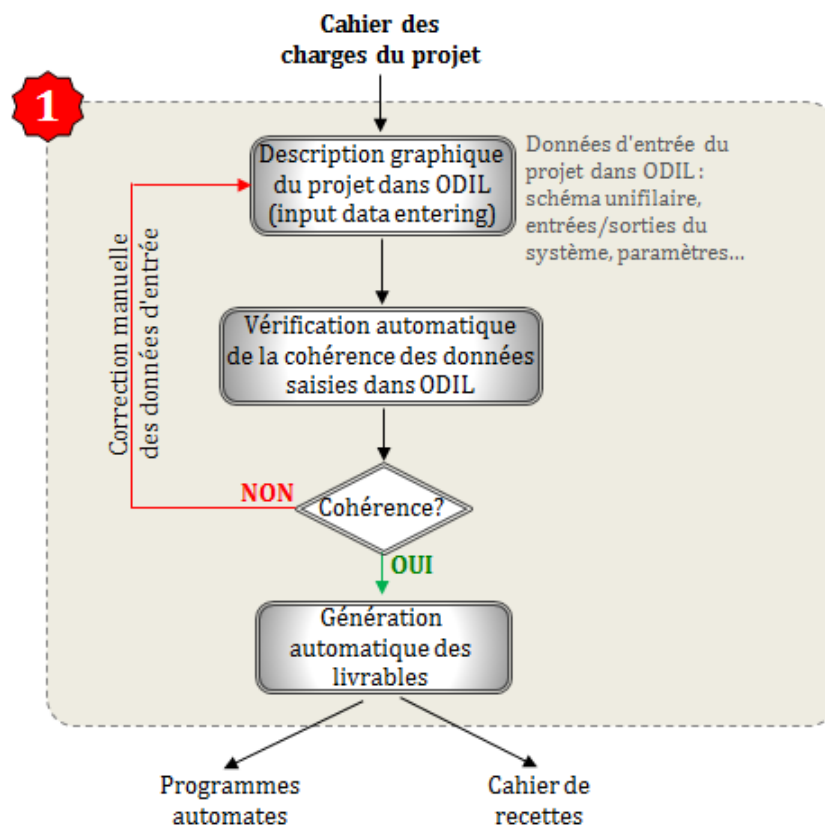 Cahier des
charges du projet
1
Description graphique
du projet dans ODIL
(input data entering)
Données d'entrée du
projet dans ODIL :
schéma unifilaire,
entrées/sorties du
système, paramètres...
Correction manuelle
des données d'entrée
Vérification automatique
de la cohérence des données
saisies dans ODIL
NON
Cohérence?
OUI
Génération
automatique des
livrables
Programmes
automates
Cahier de
recettes